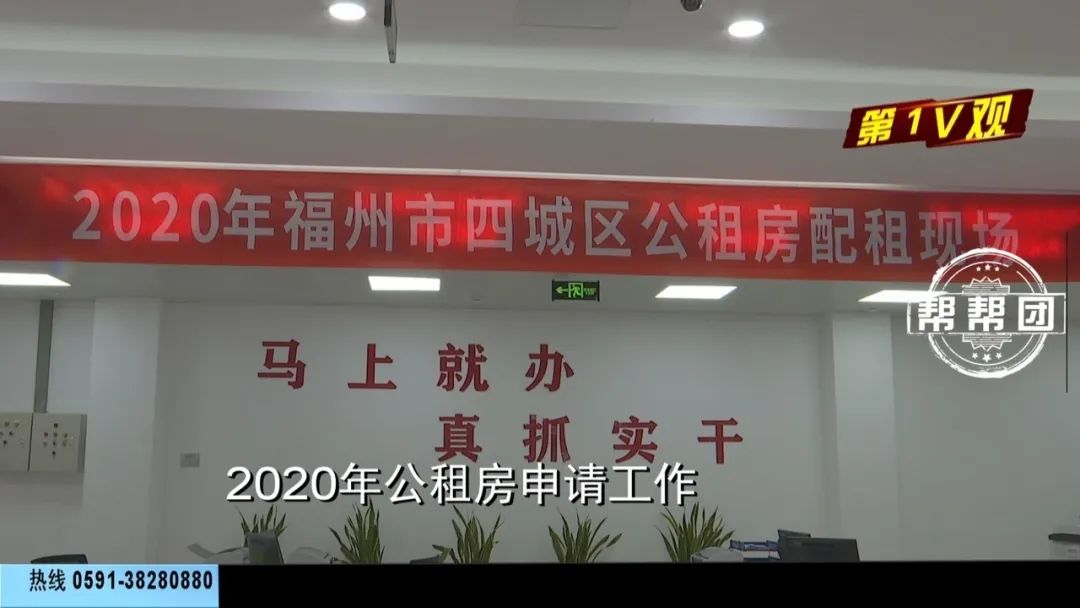 第1V观
2020年福州市四城区公租房配租现场
帮帮团
马上就办
真抓实干
2020年公租房申请工作
热线 0591-38280880